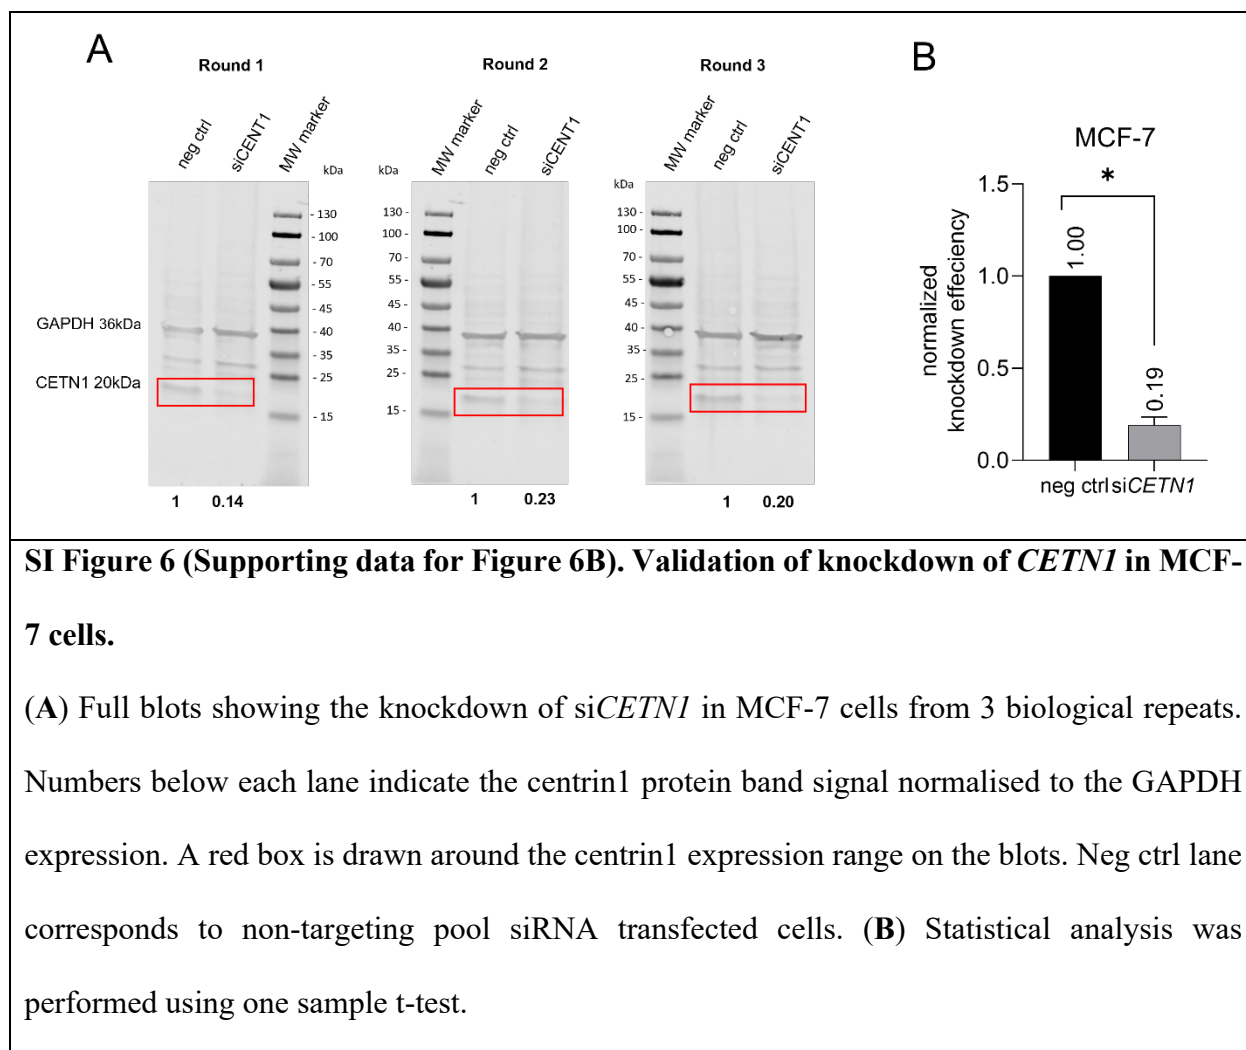 A
B
Round 1
Round 2
Round 3
neg ctrl
siCENT1
MW marker
kDa
MW marker
neg ctrl
siCENT1
kDa
MW marker
neg ctrl
siCENT1
kDa
- 130
- 100
- 70
- 55
- 45
- 40
- 35
- 25
- 15
130 -
100 -
70 -
55 -
45 -
40 -
35 -
25 -
15 -
130 -
100 -
70 -
55 -
45 -
40 -
35 -
25 -
15 -
GAPDH 36kDa
CETN1 20kDa
1 0.14
1 0.23
1 0.20
MCF-7
*
1.5
1.0
0.5
0.0
normalized
knockdown effeciency
1.00
0.19
neg ctrl siCETN1
SI Figure 6 (Supporting data for Figure 6B). Validation of knockdown of CETN1 in MCF-
7 cells.
(A) Full blots showing the knockdown of siCETN1 in MCF-7 cells from 3 biological repeats.
Numbers below each lane indicate the centrin1 protein band signal normalised to the GAPDH
expression. A red box is drawn around the centrin1 expression range on the blots. Neg ctrl lane
corresponds to non-targeting pool siRNA transfected cells. (B) Statistical analysis was
performed using one sample t-test.